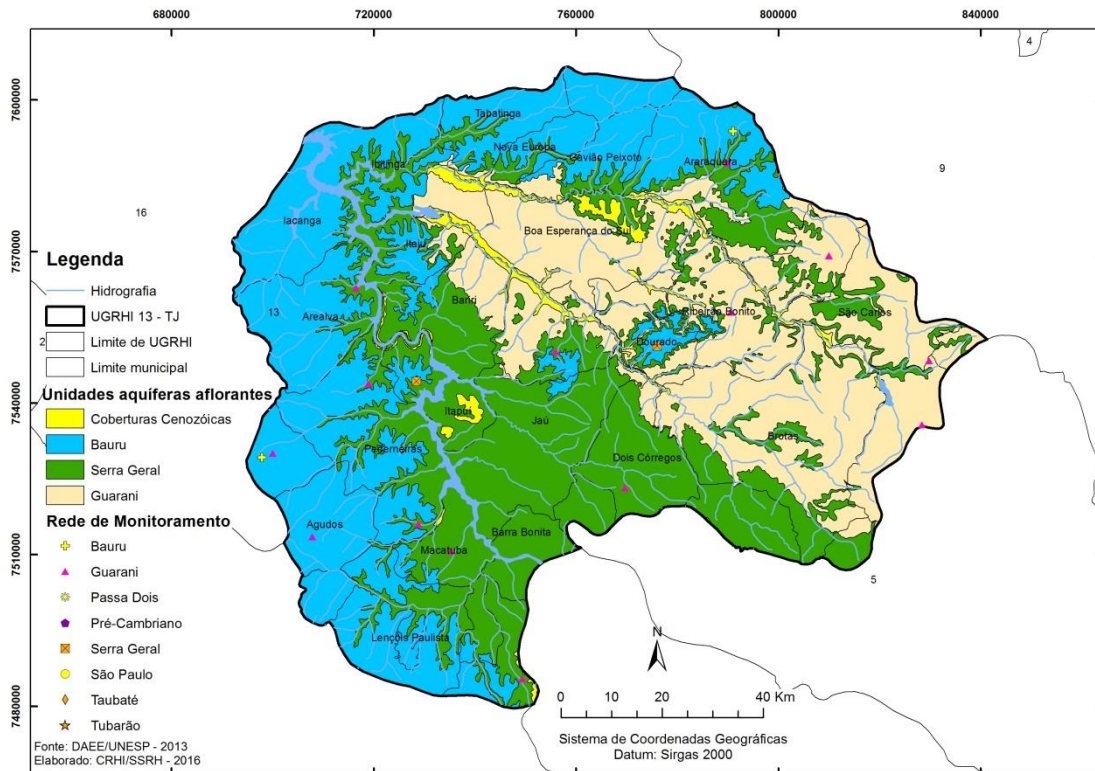 680000 720000 760000 800000 840000
7600000
7570000
7540000
7510000
7480000
4
9
16
13
2
5
Tabatinga
Nova Europa
Gavião Peixoto
Araraquara
Ibitinga
Iacanga
Boa Esperança do Sul
Itaju
Bariri
Arealva
Ribeirão Bonito
São Carlos
Dourado
Itapuí
Jaú
Brotas
Pederneiras
Dois Córregos
Agudos
Barra Bonita
Macatuba
Lençóis Paulista
Legenda
Hidrografia
UGRHI 13 - TJ
Limite de UGRHI
Limite municipal
Unidades aquíferas aflorantes
Coberturas Cenozóicas
Bauru
Serra Geral
Guarani
Rede de Monitoramento
Bauru
Guarani
Passa Dois
Pré-Cambriano
Serra Geral
São Paulo
Taubaté
Tubarão
Fonte: DAEE/UNESP - 2013
Elaborado: CRHI/SSRH - 2016
N
0 10 20 40 Km
Sistema de Coordenadas Geográficas
Datum: Sirgas 2000